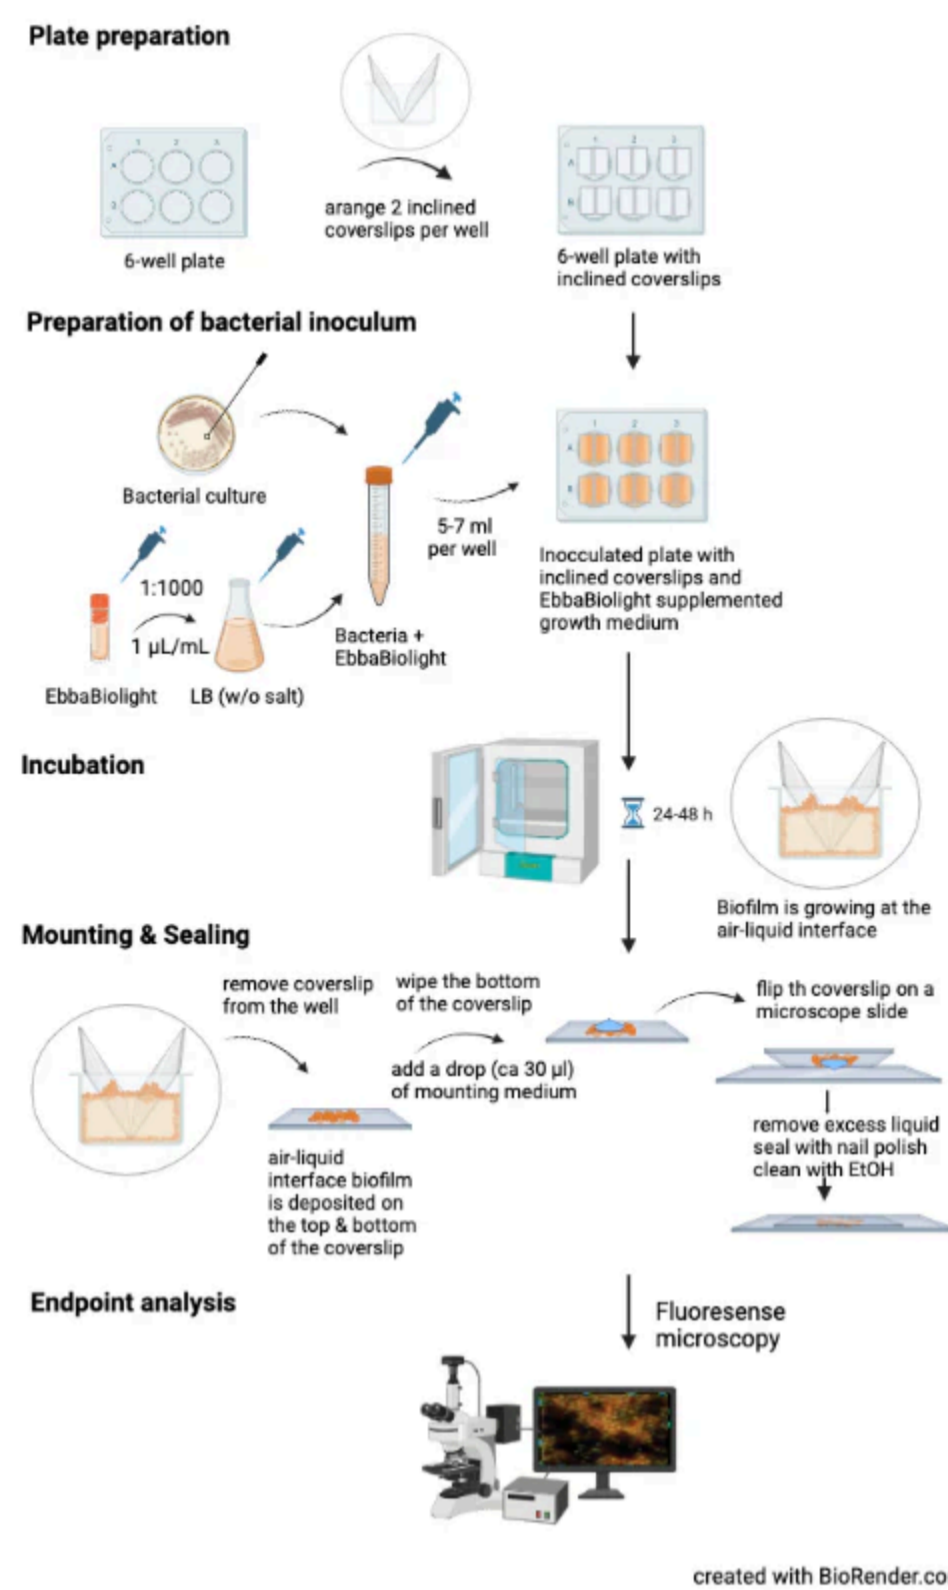 Plate preparation
arange 2 inclined
coverslips per well
6-well plate
6-well plate with
inclined coverslips
Preparation of bacterial inoculum
Bacterial culture
1:1000
1 µL/mL
EbbaBiolight
LB (w/o salt)
Bacteria +
EbbaBiolight
5-7 ml
per well
Inocculated plate with
inclined coverslips and
EbbaBiolight supplemented
growth medium
Incubation
24-48 h
Biofilm is growing at the
air-liquid interface
Mounting & Sealing
remove coverslip
from the well
air-liquid
interface biofilm
is deposited on
the top & bottom
of the coverslip
wipe the bottom
of the coverslip
add a drop (ca 30 µl)
of mounting medium
flip th coverslip on a
microscope slide
remove excess liquid
seal with nail polish
clean with EtOH
Endpoint analysis
Fluoresense
microscopy
created with BioRender.co